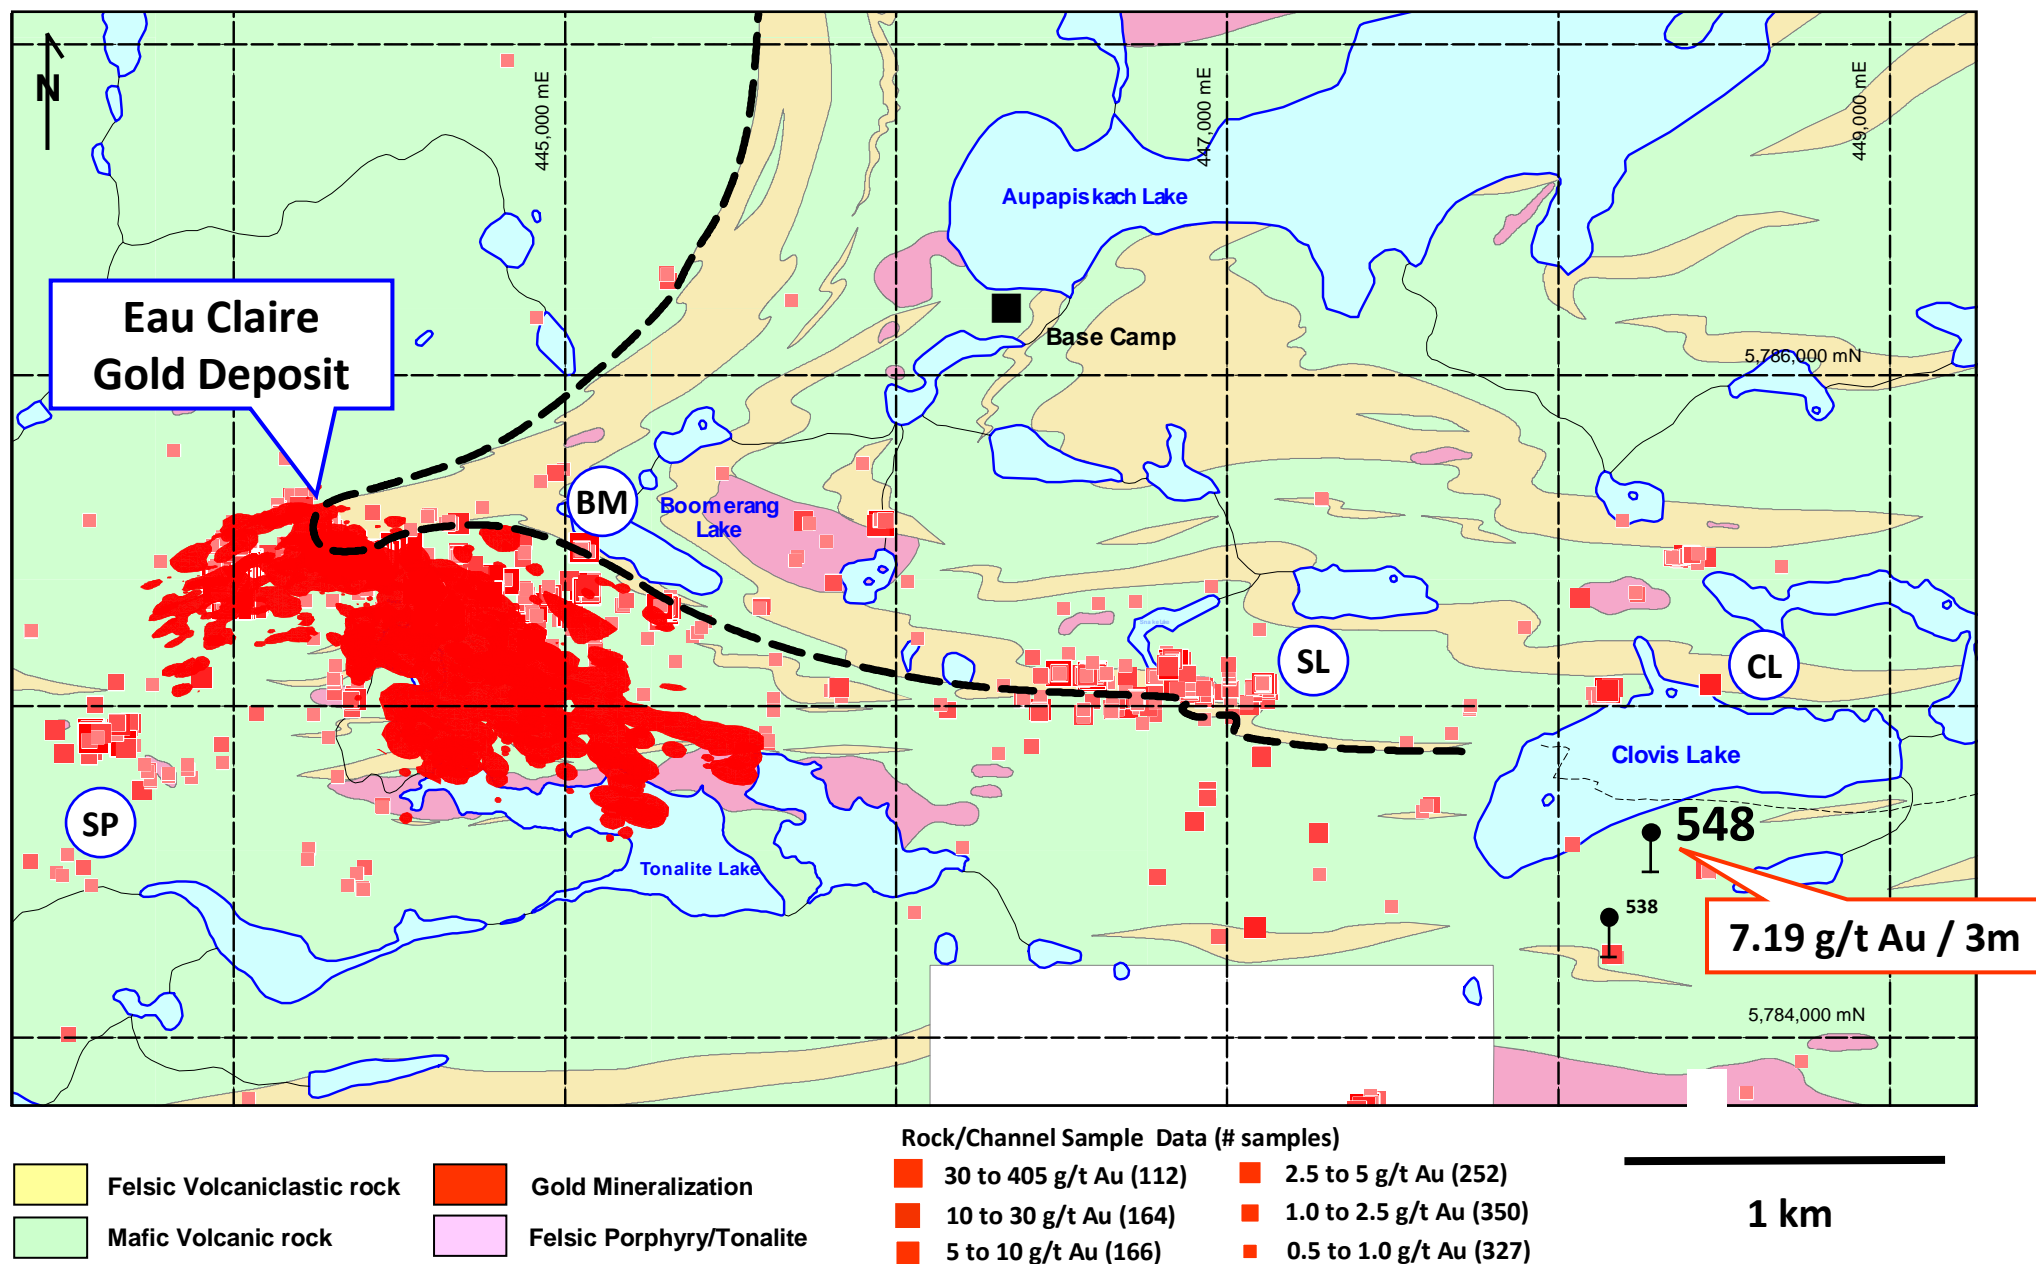 N
445,000 mE
447,000 mE
449,000 mE
Aupapiskach Lake
Eau Claire
Gold Deposit
Base Camp
5,786,000 mN
BM
Boomerang
Lake
SL
CL
Clovis Lake
SP
548
Tonalite Lake
538
7.19 g/t Au / 3m
5,784,000 mN
Rock/Channel Sample Data (# samples)
Felsic Volcaniclastic rock
Gold Mineralization
30 to 405 g/t Au (112)
2.5 to 5 g/t Au (252)
Mafic Volcanic rock
Felsic Porphyry/Tonalite
10 to 30 g/t Au (164)
1.0 to 2.5 g/t Au (350)
5 to 10 g/t Au (166)
0.5 to 1.0 g/t Au (327)
1 km